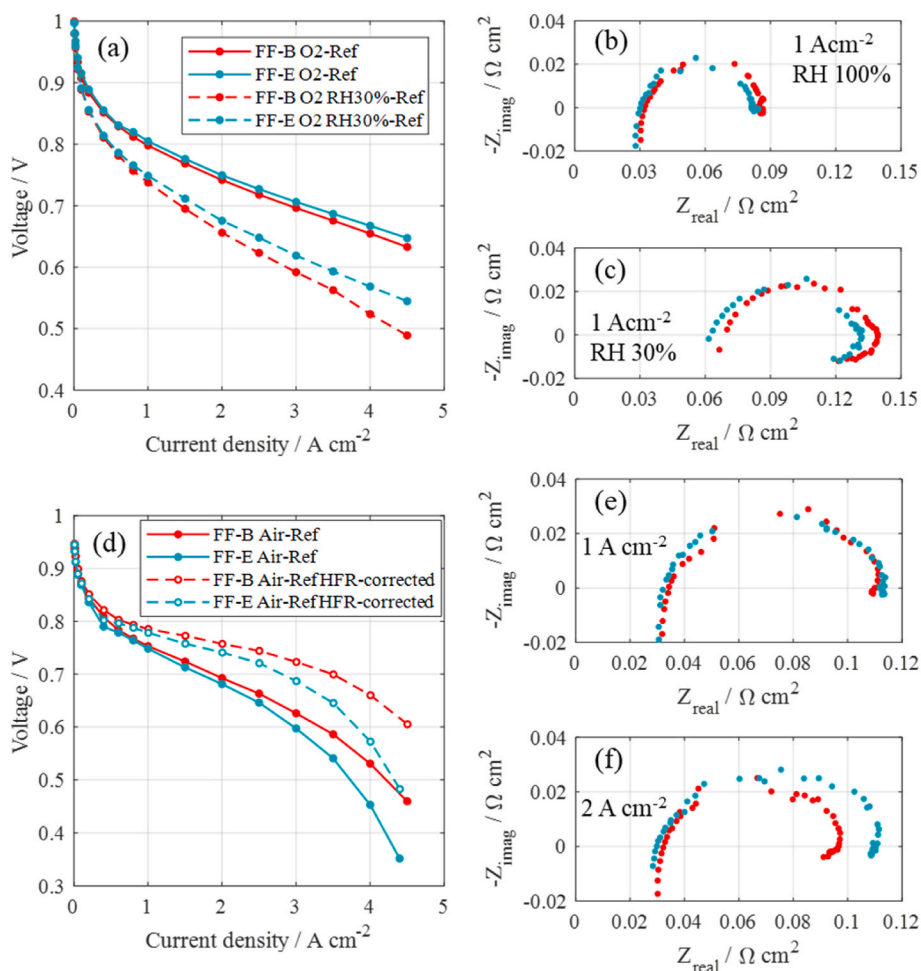 (a)
FF-B O2-Ref
FF-E O2-Ref
FF-B O2 RH30%-Ref
FF-E O2 RH30%-Ref
Voltage / V
1
0.9
0.8
0.7
0.6
0.5
0.4
0 1 2 3 4 5
Current density / A cm-2
(b)
1 Acm-2
RH 100%
-Z.imag / Ω cm2
0.04
0.02
0
-0.02
0 0.03 0.06 0.09 0.12 0.15
Zreal / Ω cm2
(c)
1 Acm-2
RH 30%
-Z.imag / Ω cm2
0.04
0.02
0
-0.02
0 0.03 0.06 0.09 0.12 0.15
Zreal / Ω cm2
(d)
FF-B Air-Ref
FF-E Air-Ref
FF-B Air-Ref HFR-corrected
FF-E Air-Ref HFR-corrected
Voltage / V
1
0.9
0.8
0.7
0.6
0.5
0.4
0.3
0 1 2 3 4 5
Current density / A cm-2
(e)
1 A cm-2
-Z.imag / Ω cm2
0.04
0.02
0
-0.02
0 0.02 0.04 0.06 0.08 0.1 0.12
Zreal / Ω cm2
(f)
2 A cm-2
-Z.imag / Ω cm2
0.04
0.02
0
-0.02
0 0.02 0.04 0.06 0.08 0.1 0.12
Zreal / Ω cm2